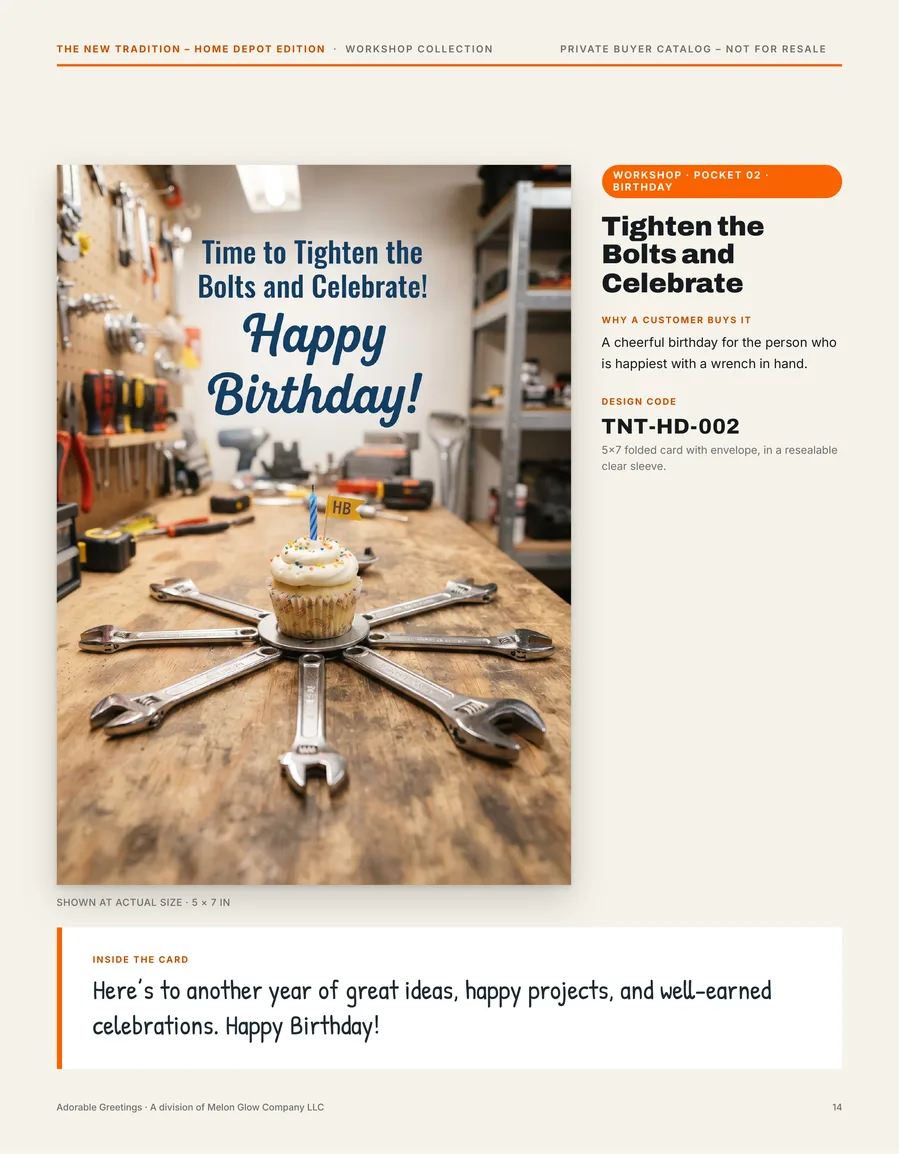 THE NEW TRADITION – HOME DEPOT EDITION · WORKSHOP COLLECTION
PRIVATE BUYER CATALOG – NOT FOR RESALE
Time to Tighten the
Bolts and Celebrate!
Happy
Birthday!
HB
SHOWN AT ACTUAL SIZE · 5 × 7 IN
WORKSHOP · POCKET 02 ·
BIRTHDAY
Tighten the
Bolts and
Celebrate
WHY A CUSTOMER BUYS IT
A cheerful birthday for the person who
is happiest with a wrench in hand.
DESIGN CODE
TNT-HD-002
5×7 folded card with envelope, in a resealable
clear sleeve.
INSIDE THE CARD
Here's to another year of great ideas, happy projects, and well-earned
celebrations. Happy Birthday!
Adorable Greetings · A division of Melon Glow Company LLC
14